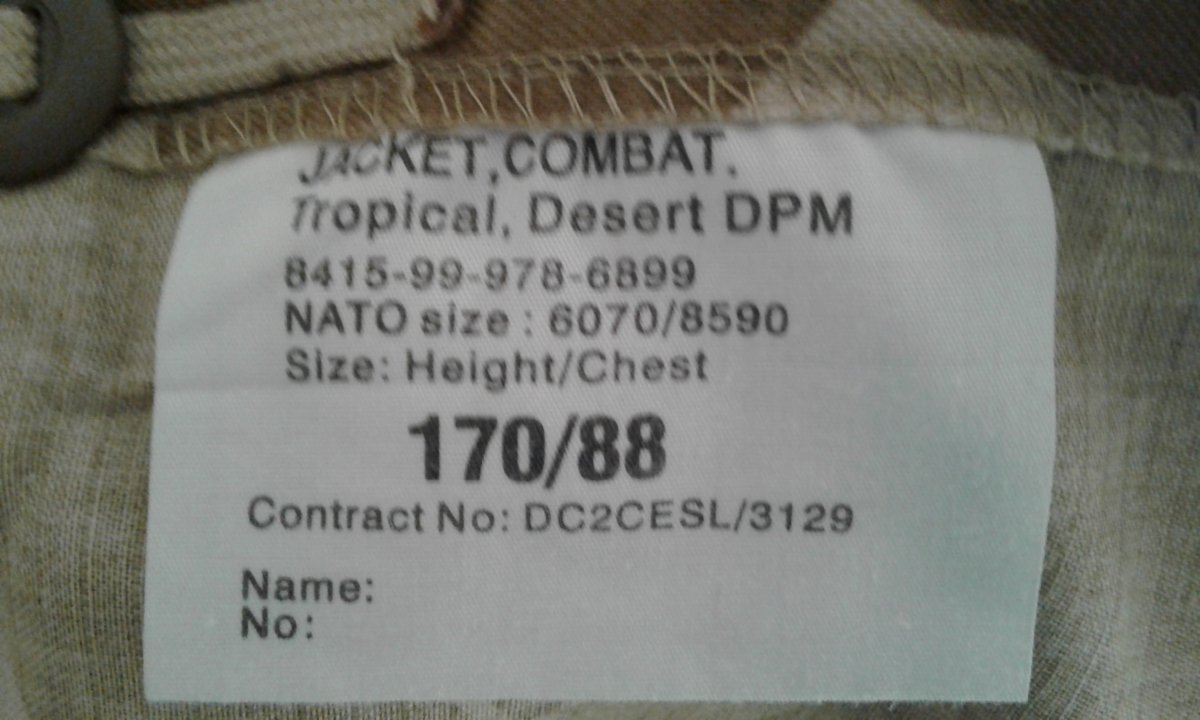 JACKET,COMBAT.
Tropical, Desert DPM
8415-99-978-6899
NATO size : 6070/8590
Size: Height/Chest
170/88
Contract No: DC2CESL/3129
Name:
No: